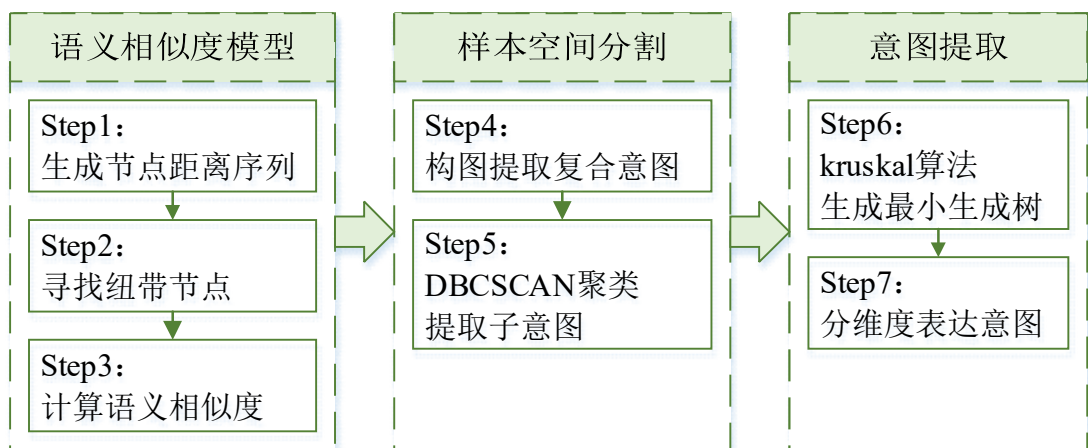 语义相似度模型
Step1：
生成节点距离序列
Step2：
寻找纽带节点
Step3：
计算语义相似度
样本空间分割
Step4：
构图提取复合意图
Step5：
DBCSCAN聚类
提取子意图
意图提取
Step6：
kruskal算法
生成最小生成树
Step7：
分维度表达意图